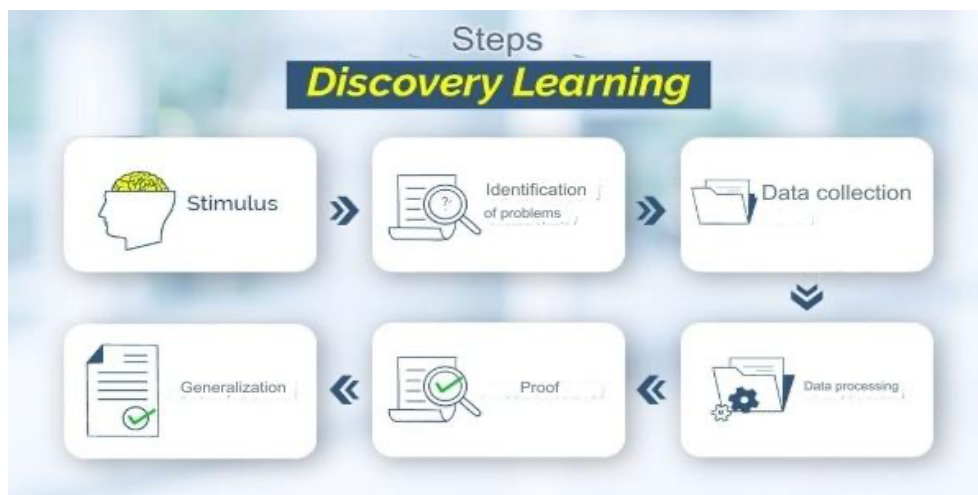 Steps
Discovery Learning
Stimulus
Identification
of problems
Data collection
Data processing
Proof
Generalization